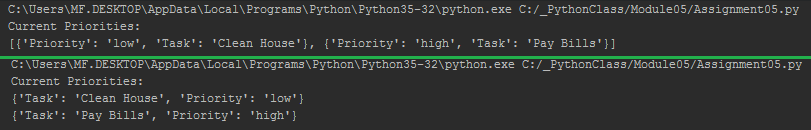 C:\Users\MF.DESKTOP\AppData\Local\Programs\Python\Python35-32\python.exe C:/_PythonClass/Module05/Assignment05.py
Current Priorities:
[{'Priority': 'low', 'Task': 'Clean House'}, {'Priority': 'high', 'Task': 'Pay Bills'}]
C:\Users\MF.DESKTOP\AppData\Local\Programs\Python\Python35-32\python.exe C:/_PythonClass/Module05/Assignment05.py
Current Priorities:
{'Task': 'Clean House', 'Priority': 'low'}
{'Task': 'Pay Bills', 'Priority': 'high'}